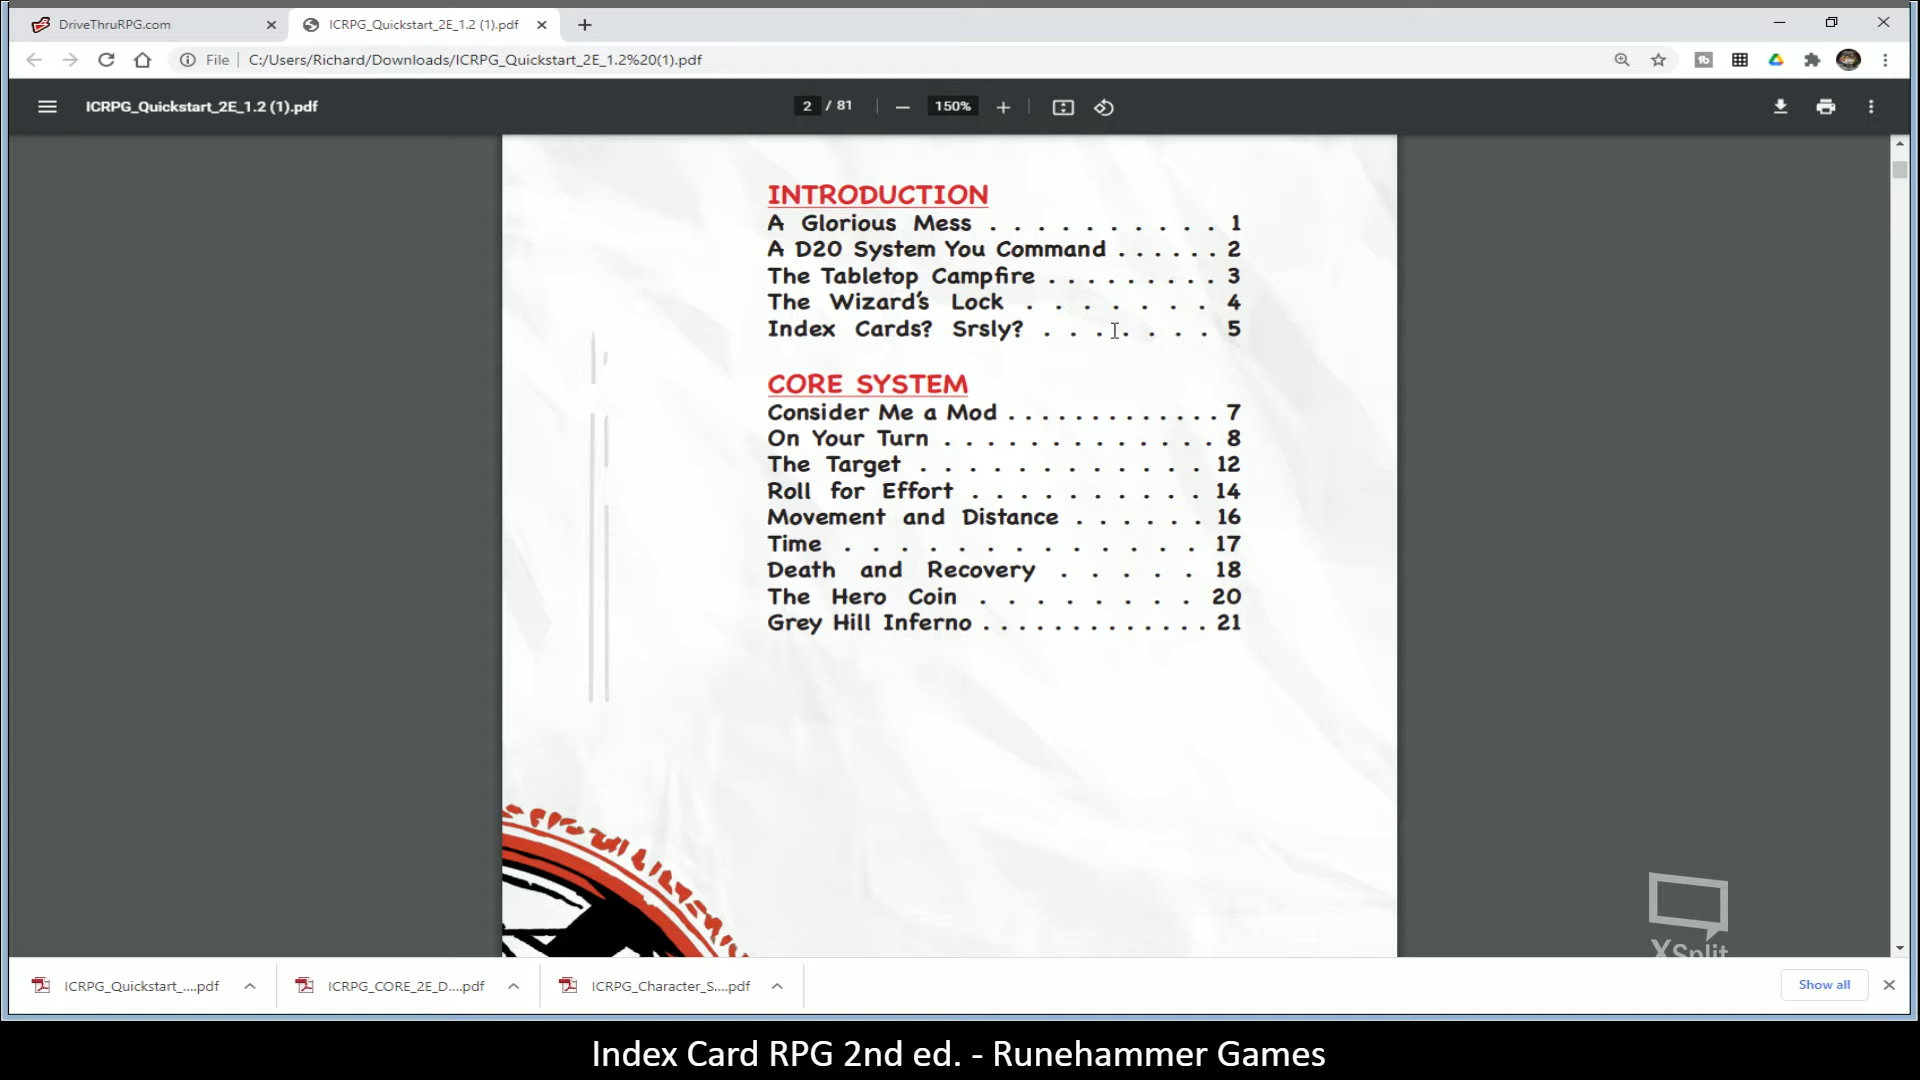 DriveThruRPG.com
ICRPG_Quickstart_2E_1.2 (1).pdf
File
C:/Users/Richard/Downloads/ICRPG_Quickstart_2E_1.2%20(1).pdf
ICRPG_Quickstart_2E_1.2 (1).pdf
2 / 81
150%
INTRODUCTION
A Glorious Mess . . . . . . . . . . 1
A D20 System You Command . . . . . . 2
The Tabletop Campfire . . . . . . . . . 3
The Wizard's Lock . . . . . . . 4
Index Cards? Srsly? . . . . . . . 5
CORE SYSTEM
Consider Me a Mod . . . . . . . . . . . . . 7
On Your Turn . . . . . . . . . . . . . 8
The Target . . . . . . . . . . . . 12
Roll for Effort . . . . . . . . . . 14
Movement and Distance . . . . . . 16
Time . . . . . . . . . . . . . 17
Death and Recovery . . . . . 18
The Hero Coin . . . . . . . . 20
Grey Hill Inferno . . . . . . . . . . . . . 21
XSplit
ICRPG_Quickstart_....pdf
ICRPG_CORE_2E_D....pdf
ICRPG_Character_S....pdf
Show all
Index Card RPG 2nd ed. - Runehammer Games